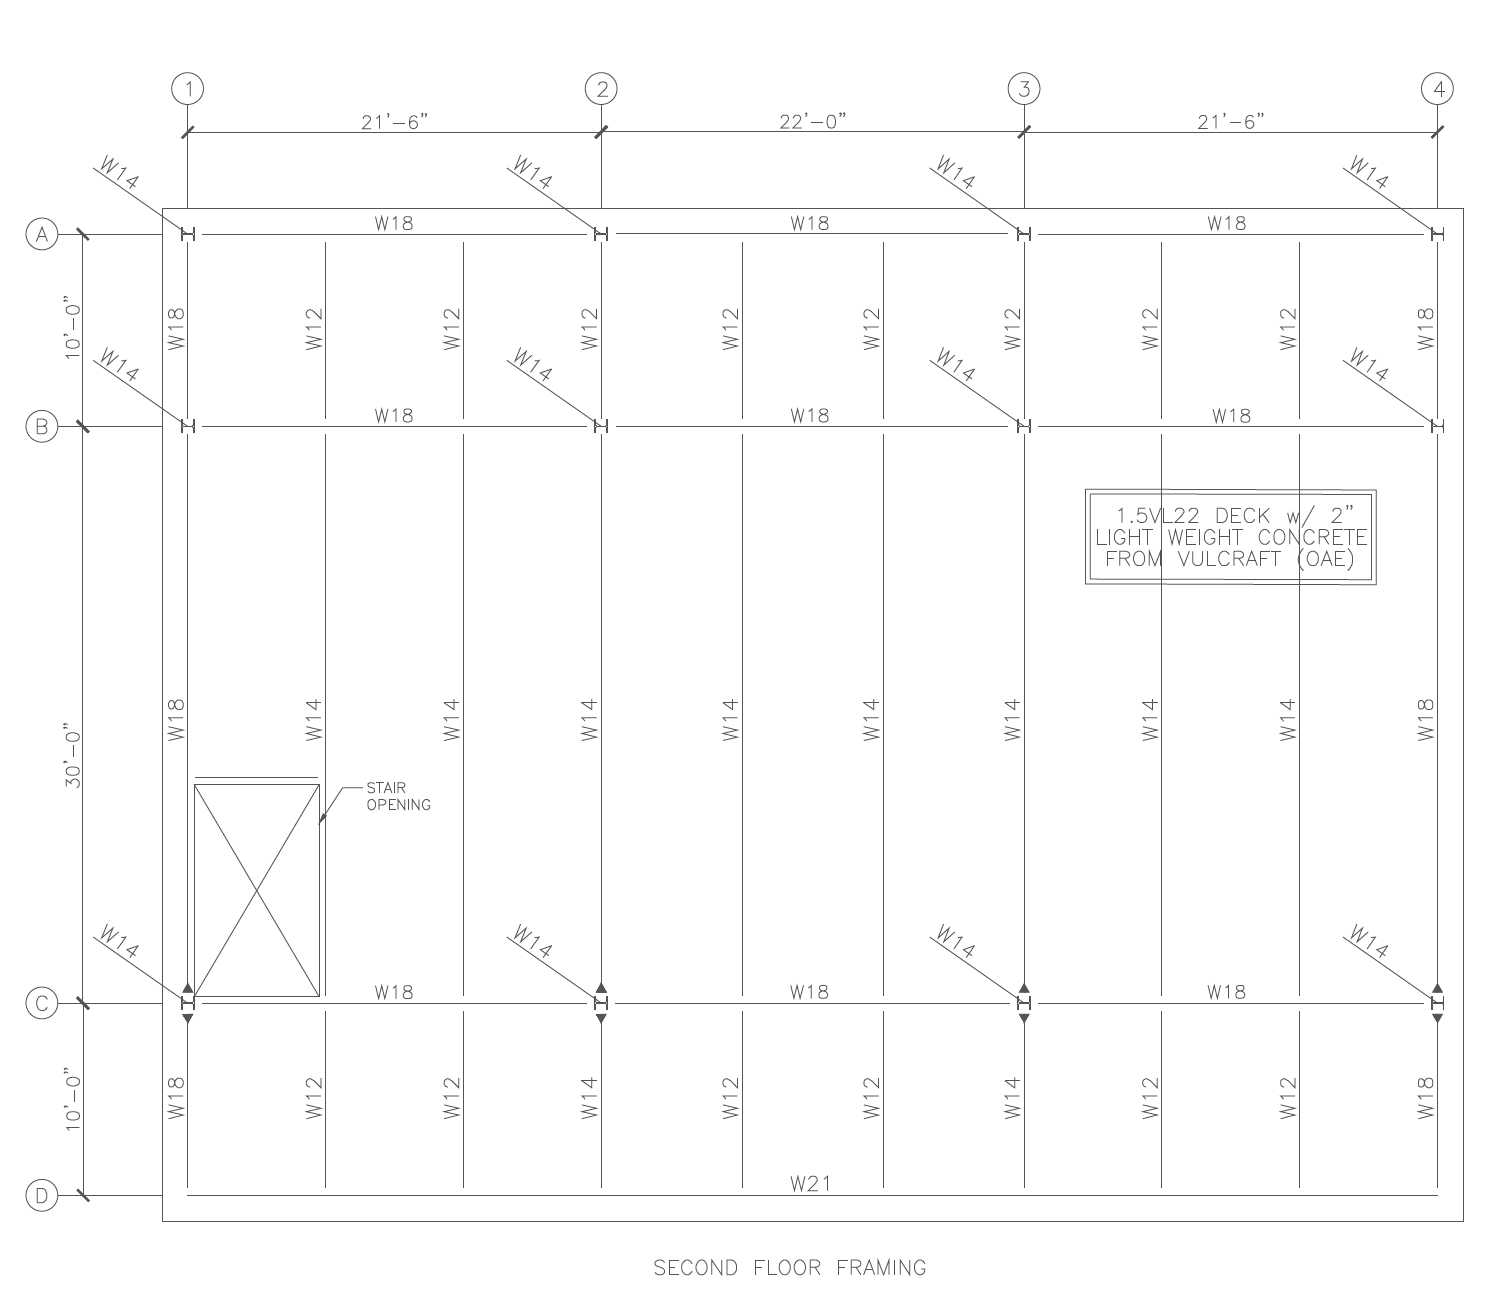 1 2 3 4
21'-6" 22'-0" 21'-6"
W14 W14 W14 W14
W18 W18 W18
A
10'-0"
W18 W12 W12 W12 W12 W12 W12 W12 W12 W18
W14 W14 W14 W14
W18 W18 W18
B
1.5VL22 DECK w/ 2"
LIGHT WEIGHT CONCRETE
FROM VULCRAFT (OAE)
30'-0"
W18 W14 W14 W14 W14 W14 W14 W14 W14 W18
STAIR
OPENING
W14 W14 W14 W14
W18 W18 W18
C
10'-0"
W18 W12 W12 W14 W12 W12 W14 W12 W12 W18
W21
D
SECOND FLOOR FRAMING